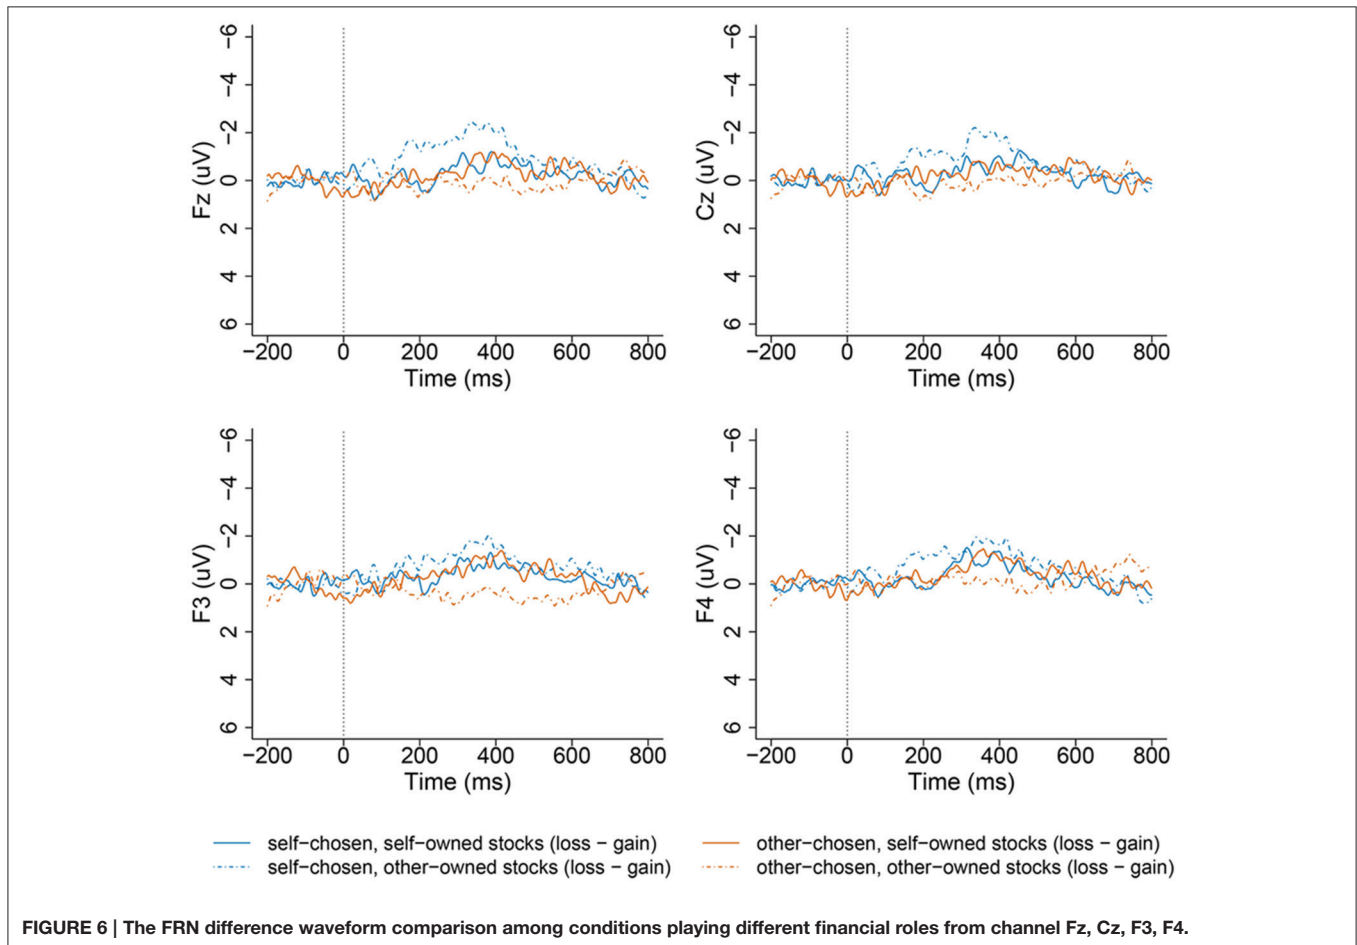 -6
-4
-2
0
2
4
6
Fz (uV)
−200 0 200 400 600 800
Time (ms)
-6
-4
-2
0
2
4
6
Cz (uV)
−200 0 200 400 600 800
Time (ms)
-6
-4
-2
0
2
4
6
F3 (uV)
−200 0 200 400 600 800
Time (ms)
-6
-4
-2
0
2
4
6
F4 (uV)
−200 0 200 400 600 800
Time (ms)
self−chosen, self−owned stocks (loss − gain)
other−chosen, self−owned stocks (loss − gain)
self−chosen, other−owned stocks (loss − gain)
other−chosen, other−owned stocks (loss − gain)
FIGURE 6 | The FRN difference waveform comparison among conditions playing different financial roles from channel Fz, Cz, F3, F4.